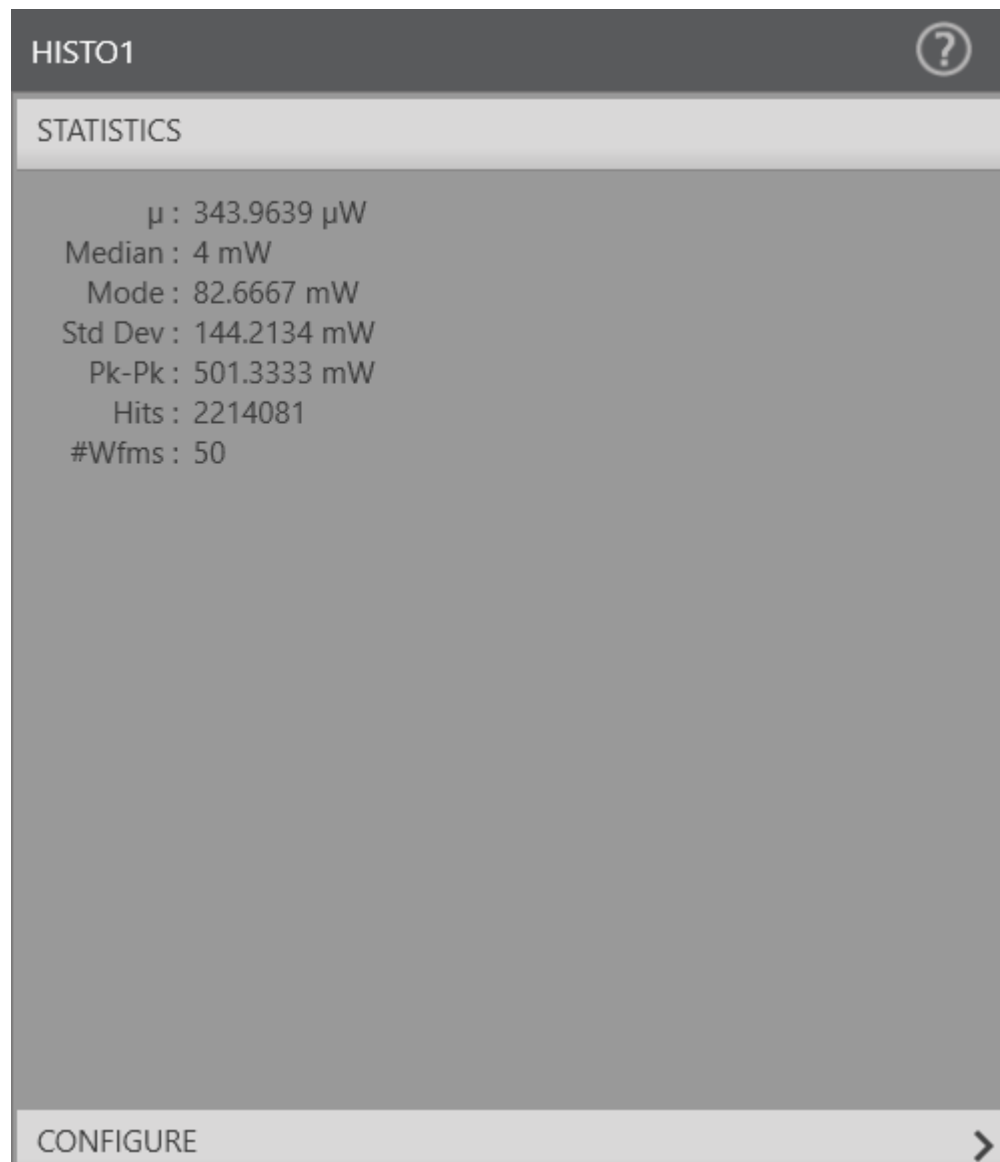 HISTO1
?
STATISTICS
µ : 343.9639 µW
Median : 4 mW
Mode : 82.6667 mW
Std Dev : 144.2134 mW
Pk-Pk : 501.3333 mW
Hits : 2214081
#Wfms : 50
CONFIGURE